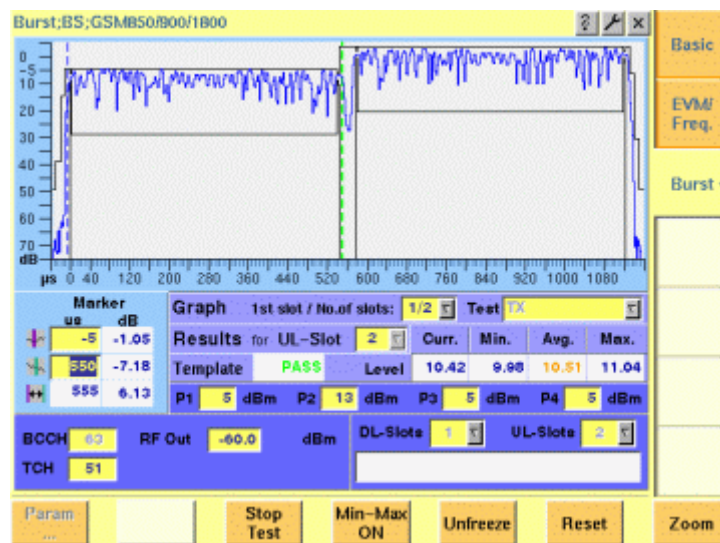 Burst;BS;GSM850/900/1800
? x
Basic
EVM/
Freq.
Burst
0
-5
10
20
30
40
50
60
70
dB
µs 0 40 120 200 280 360 440 520 600 680 760 840 920 1000 1080
Marker
us dB
-5 -1.05
550 -7.18
555 6.13
Graph 1st slot / No.of slots: 1/2 Test TX
Results for UL-Slot 2 Curr. Min. Avg. Max.
Template PASS Level 10.42 9.98 10.51 11.04
P1 5 dBm P2 13 dBm P3 5 dBm P4 5 dBm
BCCH 63 RF Out -60.0 dBm
TCH 51
DL-Slots 1 UL-Slots 2
Param
...
Stop
Test
Min-Max
ON
Unfreeze
Reset
Zoom